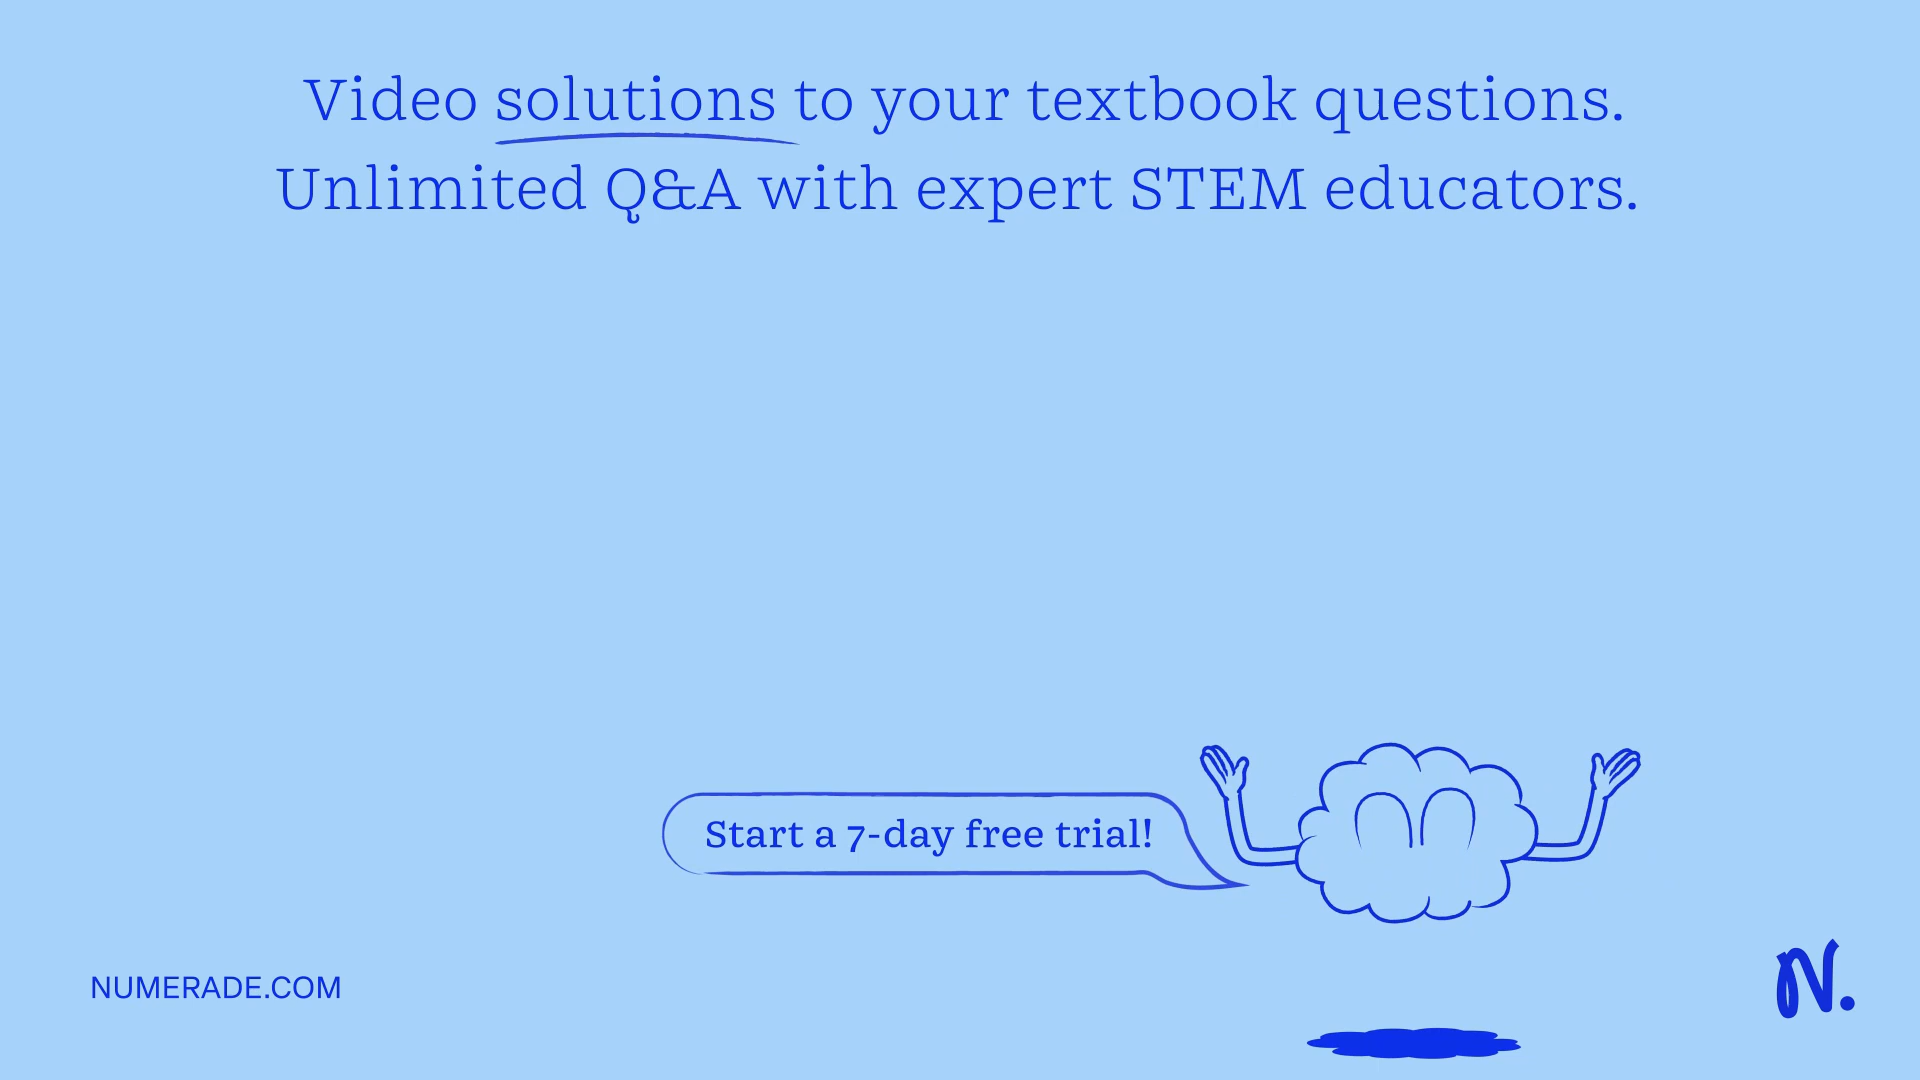 Video solutions to your textbook questions.
Unlimited Q&A with expert STEM educators.
Start a 7-day free trial!
NUMERADE.COM
N.